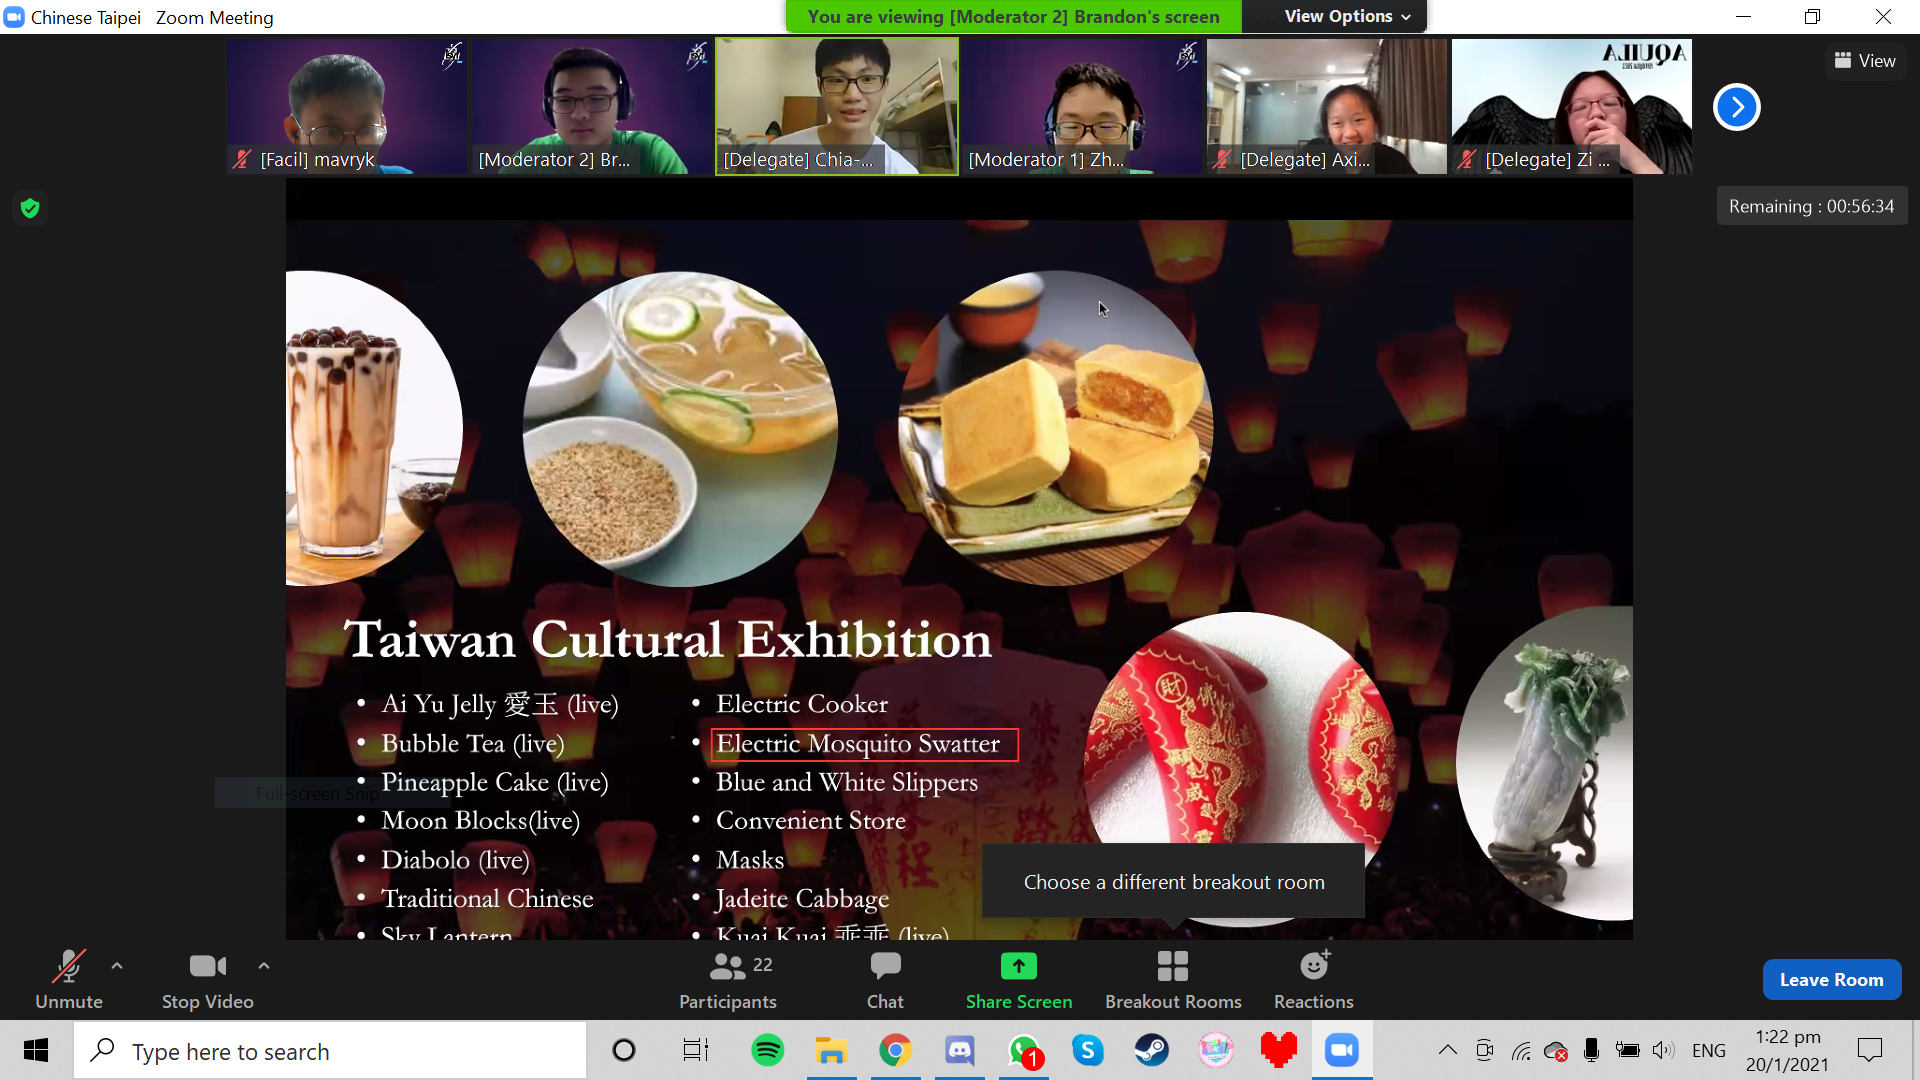 Chinese Taipei Zoom Meeting
You are viewing [Moderator 2] Brandon's screen
View Options
View
[Facil] mavryk
[Moderator 2] Br...
[Delegate] Chia-...
[Moderator 1] Zh...
[Delegate] Axi...
AQUILA
[Delegate] Zi ...
Remaining : 00:56:34
Taiwan Cultural Exhibition
• Ai Yu Jelly 愛玉 (live)
• Bubble Tea (live)
• Pineapple Cake (live)
• Moon Blocks(live)
• Diabolo (live)
• Traditional Chinese
• Sky Lantern
• Electric Cooker
• Electric Mosquito Swatter
• Blue and White Slippers
• Convenient Store
• Masks
• Jadeite Cabbage
• Kuai Kuai 乖乖 (live)
財
Full-screen Snip
Choose a different breakout room
Unmute
Stop Video
22
Participants
Chat
Share Screen
Breakout Rooms
Reactions
Leave Room
Type here to search
1
ENG
1:22 pm
20/1/2021